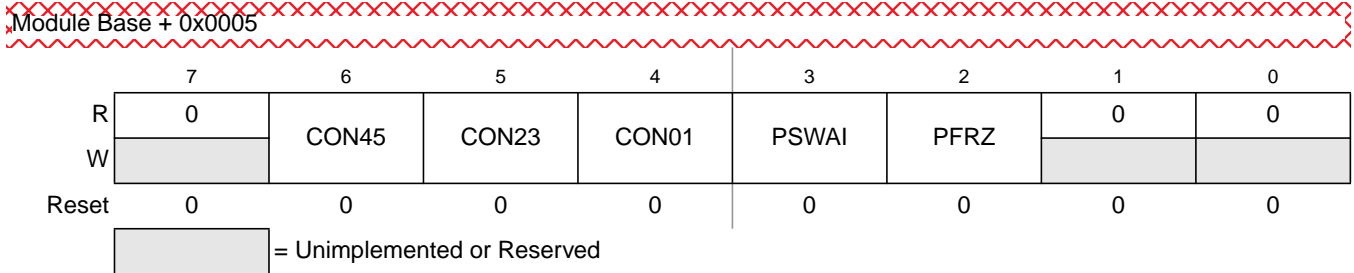 Module Base + 0x0005
7 6 5 4 3 2 1 0
R 0 CON45 CON23 CON01 PSWAI PFRZ 0 0
W
Reset 0 0 0 0 0 0 0 0
= Unimplemented or Reserved